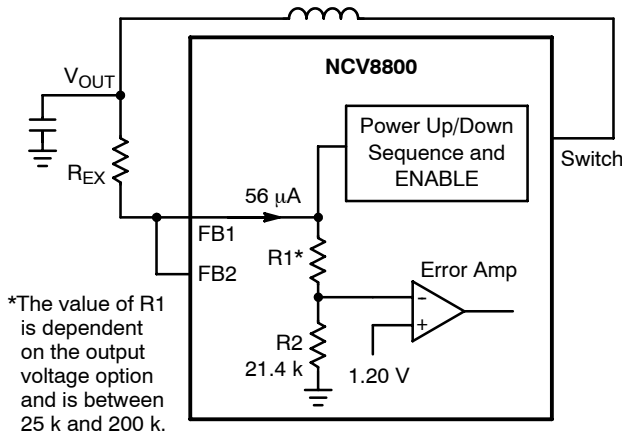 NCV8800
V_OUT
Power Up/Down
Sequence and
ENABLE
Switch
R_EX
56 μA
FB1
FB2
R1*
Error Amp
-
+
R2
21.4 k
1.20 V
*The value of R1
is dependent
on the output
voltage option
and is between
25 k and 200 k.